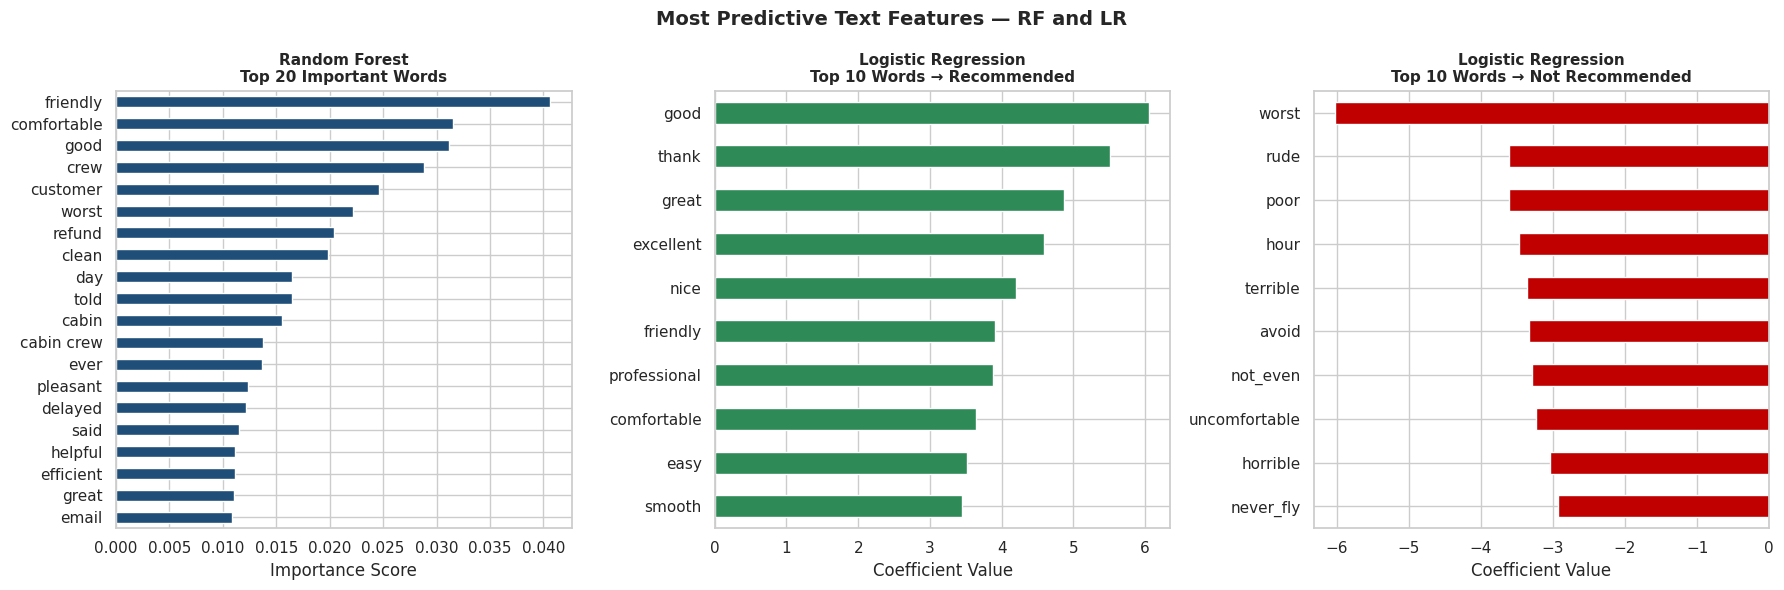 Most Predictive Text Features — RF and LR
Random Forest
Top 20 Important Words
friendly
comfortable
good
crew
customer
worst
refund
clean
day
told
cabin
cabin crew
ever
pleasant
delayed
said
helpful
efficient
great
email
0.000 0.005 0.010 0.015 0.020 0.025 0.030 0.035 0.040
Importance Score
Logistic Regression
Top 10 Words → Recommended
good
thank
great
excellent
nice
friendly
professional
comfortable
easy
smooth
0 1 2 3 4 5 6
Coefficient Value
Logistic Regression
Top 10 Words → Not Recommended
worst
rude
poor
hour
terrible
avoid
not_even
uncomfortable
horrible
never_fly
−6 −5 −4 −3 −2 −1 0
Coefficient Value